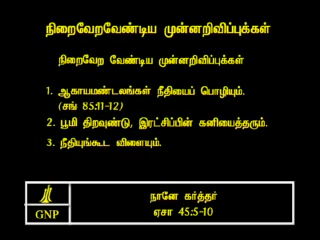 நிறைவேறவேண்டிய முன்னறிவிப்புக்கள்
நிறைவேற வேண்டிய முன்னறிவிப்புக்கள்
1. ஆகாயமண்டலங்கள் நீதியைப் பொழியும்.
(சங் 85:11-12)
2. பூமி திறவுண்டு, இரட்சிப்பின் கனியைத்தரும்.
3. நீதியுங்கூட விளையும்.
நானே கர்த்தர்
GNP
ஏசா 45:5-10